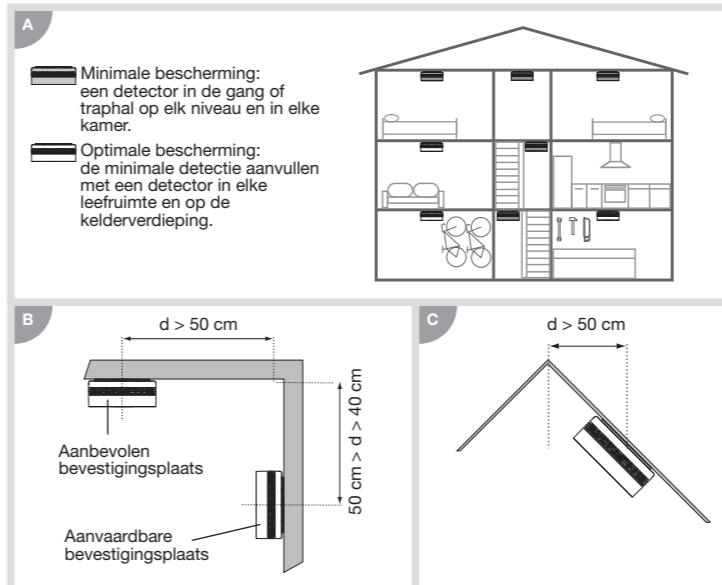 A
Minimale bescherming:
een detector in de gang of
traphal op elk niveau en in elke
kamer.
Optimale bescherming:
de minimale detectie aanvullen
met een detector in elke
leefruimte en op de
kelderverdieping.
B
d > 50 cm
Aanbevolen
bevestigingsplaats
50 cm > d > 40 cm
Aanvaardbare
bevestigingsplaats
C
d > 50 cm